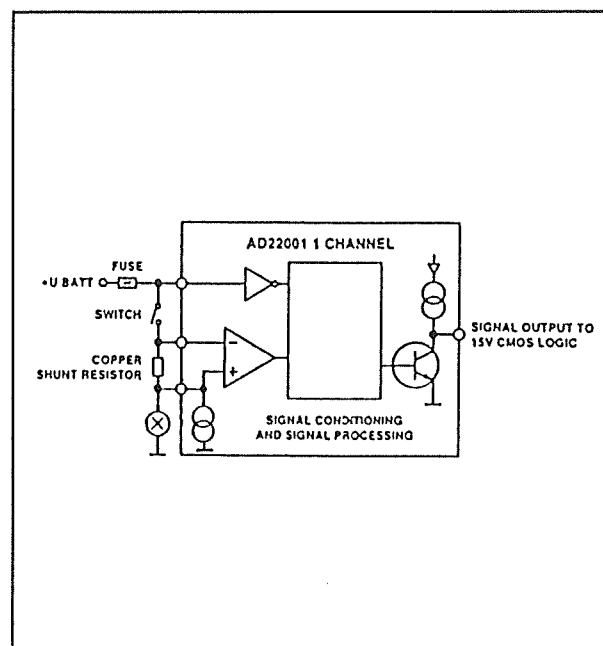 AD22001 1 CHANNEL
FUSE
+U BATT
SWITCH
SIGNAL OUTPUT TO
15V CMOS LOGIC
COPPER
SHUNT RESISTOR
−
+
SIGNAL CONDITIONING
AND SIGNAL PROCESSING